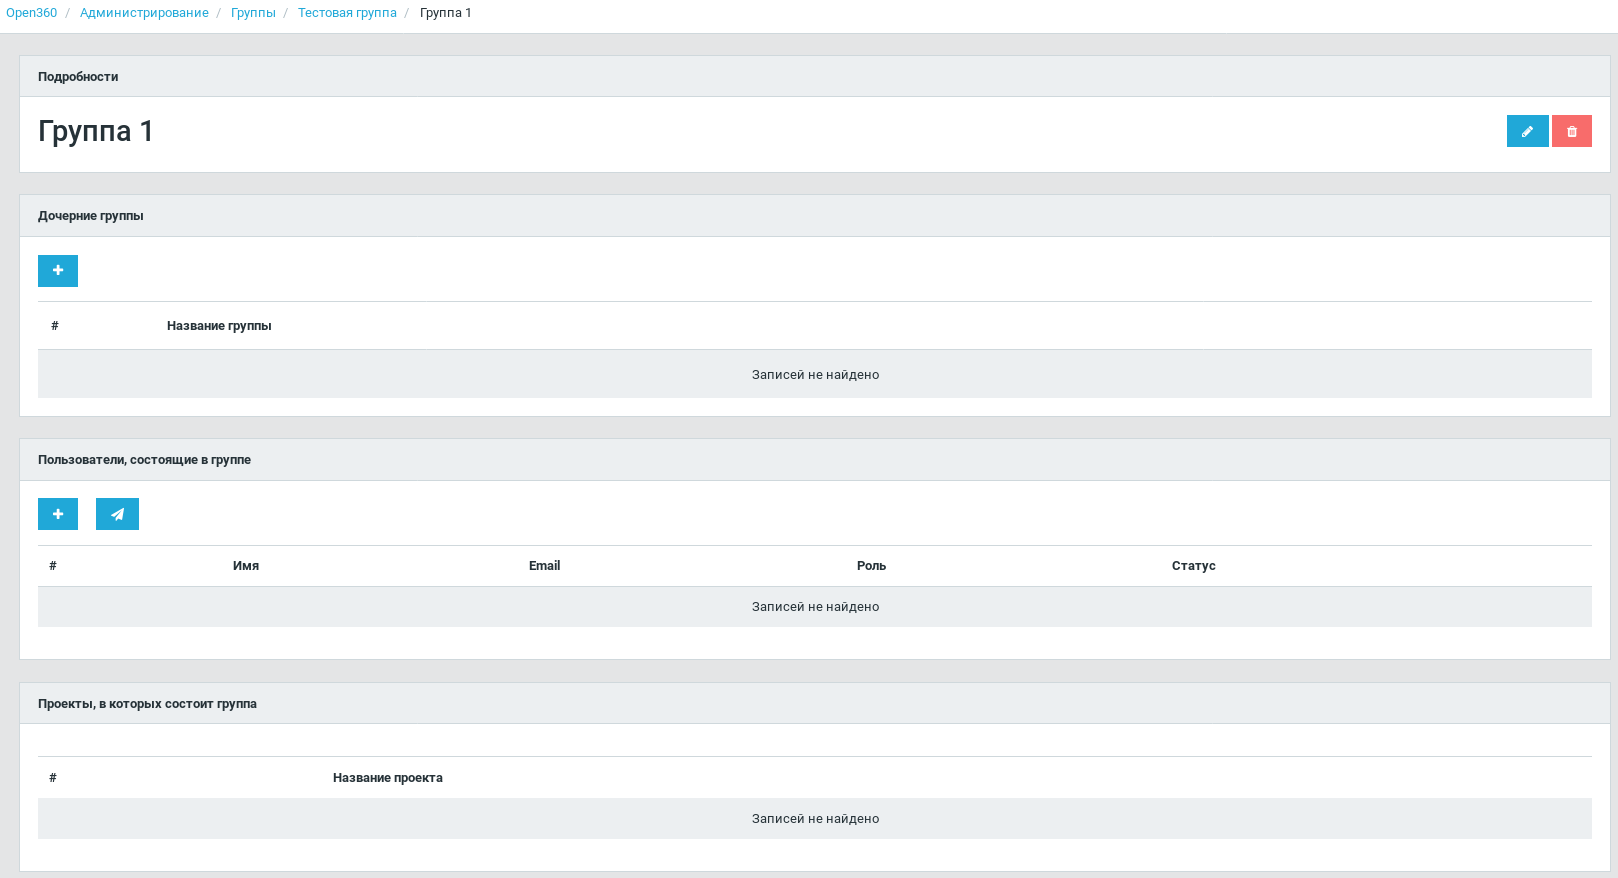 Open360 / Администрирование / Группы / Тестовая группа / Группа 1
Подробности
Группа 1
Дочерние группы
# Название группы
Записей не найдено
Пользователи, состоящие в группе
# Имя Email Роль Статус
Записей не найдено
Проекты, в которых состоит группа
# Название проекта
Записей не найдено